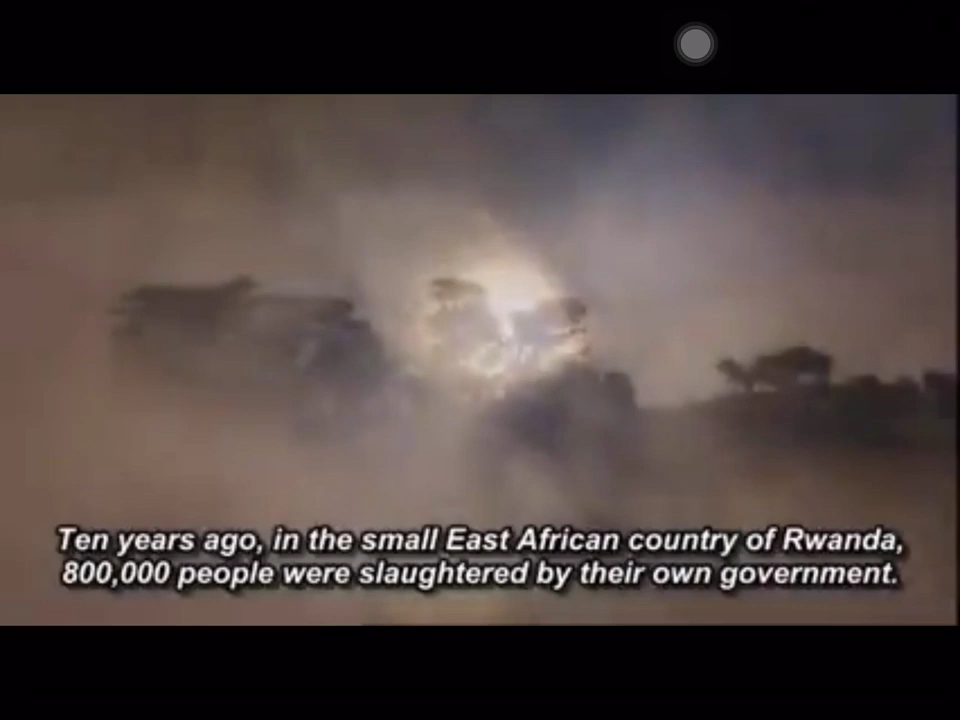 Ten years ago, in the small East African country of Rwanda,
800,000 people were slaughtered by their own government.